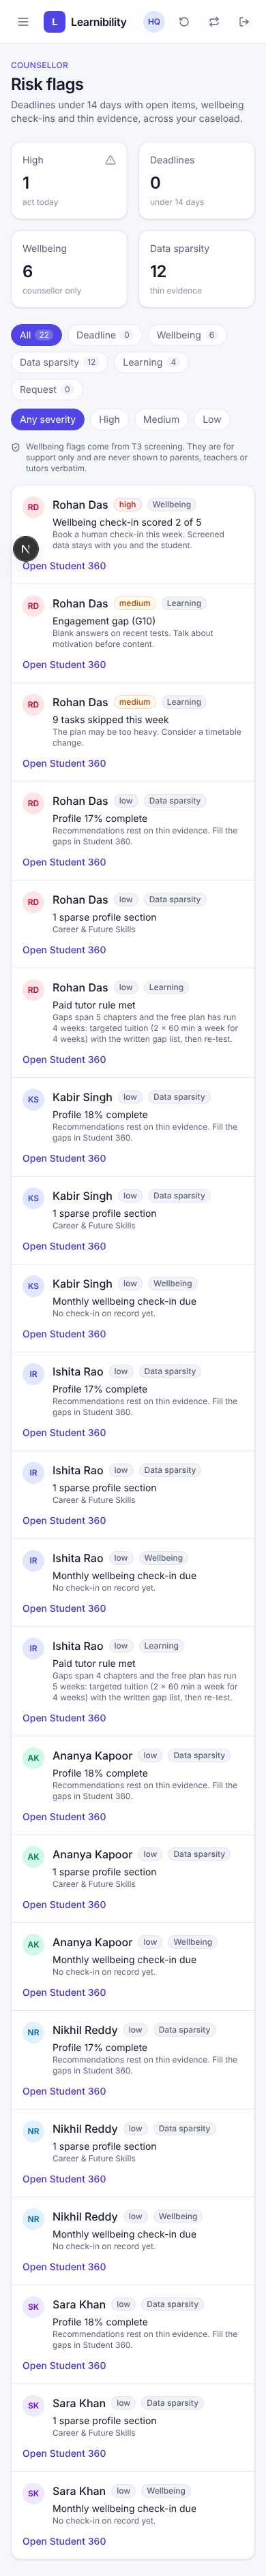 L Learnibility HQ
COUNSELLOR
Risk flags
Deadlines under 14 days with open items, wellbeing
check-ins and thin evidence, across your caseload.
High
1
act today
Deadlines
0
under 14 days
Wellbeing
6
counsellor only
Data sparsity
12
thin evidence
All 22 Deadline 0 Wellbeing 6
Data sparsity 12 Learning 4
Request 0
Any severity High Medium Low
Wellbeing flags come from T3 screening. They are for
support only and are never shown to parents, teachers or
tutors verbatim.
RD Rohan Das high Wellbeing
Wellbeing check-in scored 2 of 5
Book a human check-in this week. Screened
data stays with you and the student.
N
Open Student 360
RD Rohan Das medium Learning
Engagement gap (G10)
Blank answers on recent tests. Talk about
motivation before content.
Open Student 360
RD Rohan Das medium Learning
9 tasks skipped this week
The plan may be too heavy. Consider a timetable
change.
Open Student 360
RD Rohan Das low Data sparsity
Profile 17% complete
Recommendations rest on thin evidence. Fill the
gaps in Student 360.
Open Student 360
RD Rohan Das low Data sparsity
1 sparse profile section
Career & Future Skills
Open Student 360
RD Rohan Das low Learning
Paid tutor rule met
Gaps span 5 chapters and the free plan has run
4 weeks: targeted tuition (2 × 60 min a week for
4 weeks) with the written gap list, then re-test.
Open Student 360
KS Kabir Singh low Data sparsity
Profile 18% complete
Recommendations rest on thin evidence. Fill the
gaps in Student 360.
Open Student 360
KS Kabir Singh low Data sparsity
1 sparse profile section
Career & Future Skills
Open Student 360
KS Kabir Singh low Wellbeing
Monthly wellbeing check-in due
No check-in on record yet.
Open Student 360
IR Ishita Rao low Data sparsity
Profile 17% complete
Recommendations rest on thin evidence. Fill the
gaps in Student 360.
Open Student 360
IR Ishita Rao low Data sparsity
1 sparse profile section
Career & Future Skills
Open Student 360
IR Ishita Rao low Wellbeing
Monthly wellbeing check-in due
No check-in on record yet.
Open Student 360
IR Ishita Rao low Learning
Paid tutor rule met
Gaps span 4 chapters and the free plan has run
5 weeks: targeted tuition (2 × 60 min a week for
4 weeks) with the written gap list, then re-test.
Open Student 360
AK Ananya Kapoor low Data sparsity
Profile 18% complete
Recommendations rest on thin evidence. Fill the
gaps in Student 360.
Open Student 360
AK Ananya Kapoor low Data sparsity
1 sparse profile section
Career & Future Skills
Open Student 360
AK Ananya Kapoor low Wellbeing
Monthly wellbeing check-in due
No check-in on record yet.
Open Student 360
NR Nikhil Reddy low Data sparsity
Profile 17% complete
Recommendations rest on thin evidence. Fill the
gaps in Student 360.
Open Student 360
NR Nikhil Reddy low Data sparsity
1 sparse profile section
Career & Future Skills
Open Student 360
NR Nikhil Reddy low Wellbeing
Monthly wellbeing check-in due
No check-in on record yet.
Open Student 360
SK Sara Khan low Data sparsity
Profile 18% complete
Recommendations rest on thin evidence. Fill the
gaps in Student 360.
Open Student 360
SK Sara Khan low Data sparsity
1 sparse profile section
Career & Future Skills
Open Student 360
SK Sara Khan low Wellbeing
Monthly wellbeing check-in due
No check-in on record yet.
Open Student 360